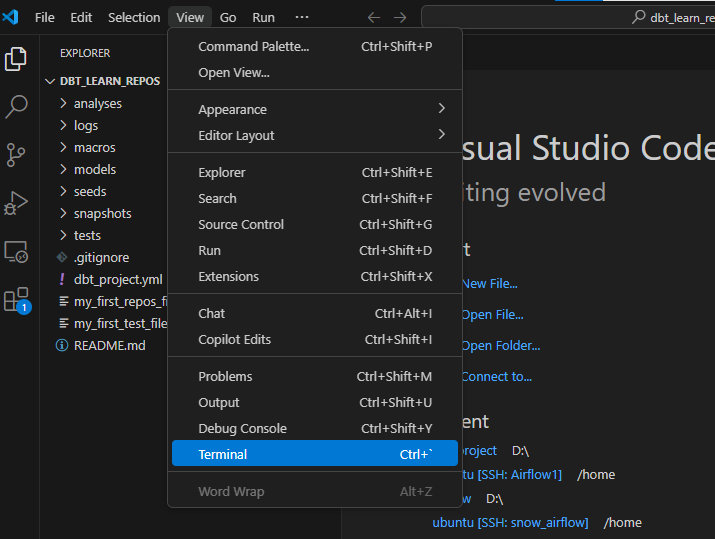 File Edit Selection View Go Run ··· dbt_learn_re
EXPLORER
DBT_LEARN_REPOS
analyses
logs
macros
models
seeds
snapshots
tests
.gitignore
dbt_project.yml
my_first_repos_fi
my_first_test_file
README.md
1
Command Palette... Ctrl+Shift+P
Open View...
Appearance
Editor Layout
Explorer Ctrl+Shift+E
Search Ctrl+Shift+F
Source Control Ctrl+Shift+G
Run Ctrl+Shift+D
Extensions Ctrl+Shift+X
Chat Ctrl+Alt+I
Copilot Edits Ctrl+Shift+I
Problems Ctrl+Shift+M
Output Ctrl+Shift+U
Debug Console Ctrl+Shift+Y
Terminal Ctrl+`
Word Wrap Alt+Z
sual Studio Code
iting evolved
t
New File...
Open File...
Open Folder...
Connect to...
ent
project D:\
tu [SSH: Airflow1] /home
w D:\
ubuntu [SSH: snow_airflow] /home